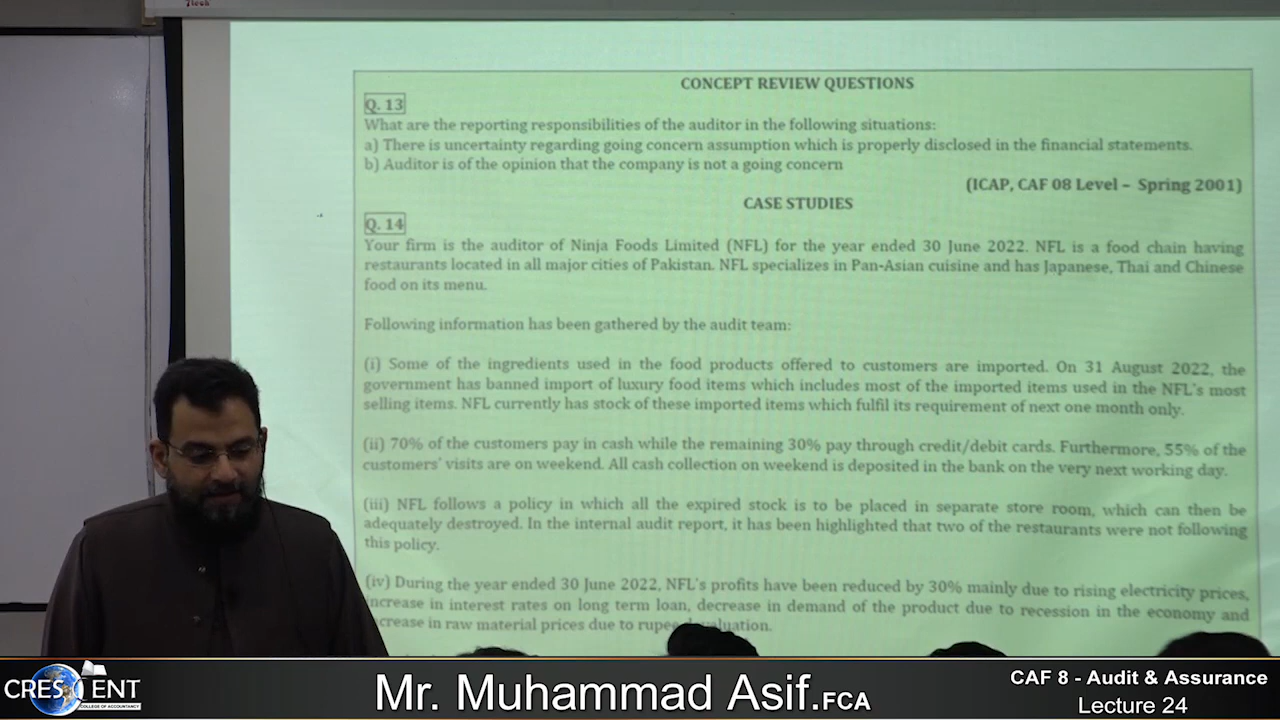 7Tech
CONCEPT REVIEW QUESTIONS
Q. 13
What are the reporting responsibilities of the auditor in the following situations:
a) There is uncertainty regarding going concern assumption which is properly disclosed in the financial statements.
b) Auditor is of the opinion that the company is not a going concern
(ICAP, CAF 08 Level – Spring 2001)
CASE STUDIES
Q. 14
Your firm is the auditor of Ninja Foods Limited (NFL) for the year ended 30 June 2022. NFL is a food chain having
restaurants located in all major cities of Pakistan. NFL specializes in Pan-Asian cuisine and has Japanese, Thai and Chinese
food on its menu.
Following information has been gathered by the audit team:
(i) Some of the ingredients used in the food products offered to customers are imported. On 31 August 2022, the
government has banned import of luxury food items which includes most of the imported items used in the NFL's most
selling items. NFL currently has stock of these imported items which fulfil its requirement of next one month only.
(ii) 70% of the customers pay in cash while the remaining 30% pay through credit/debit cards. Furthermore, 55% of the
customers' visits are on weekend. All cash collection on weekend is deposited in the bank on the very next working day.
(iii) NFL follows a policy in which all the expired stock is to be placed in separate store room, which can then be
adequately destroyed. In the internal audit report, it has been highlighted that two of the restaurants were not following
this policy.
(iv) During the year ended 30 June 2022, NFL's profits have been reduced by 30% mainly due to rising electricity prices,
ncrease in interest rates on long term loan, decrease in demand of the product due to recession in the economy and
crease in raw material prices due to rupee
CRESCENT
COLLEGE OF ACCOUNTANCY
Mr. Muhammad Asif.FCA
CAF 8 - Audit & Assurance
Lecture 24